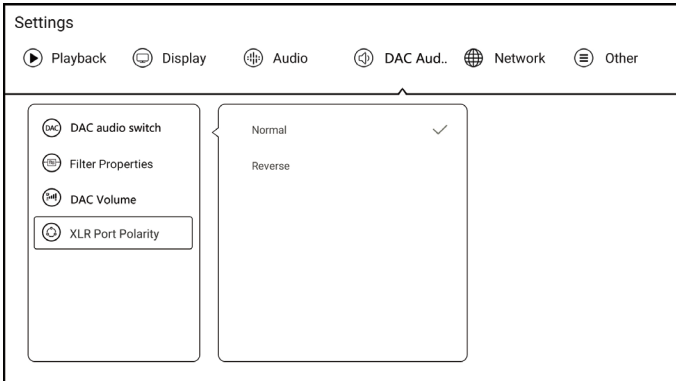 Settings
Playback Display Audio DAC Aud.. Network Other
DAC DAC audio switch
Filter Properties
DAC Volume
XLR Port Polarity
Normal
Reverse